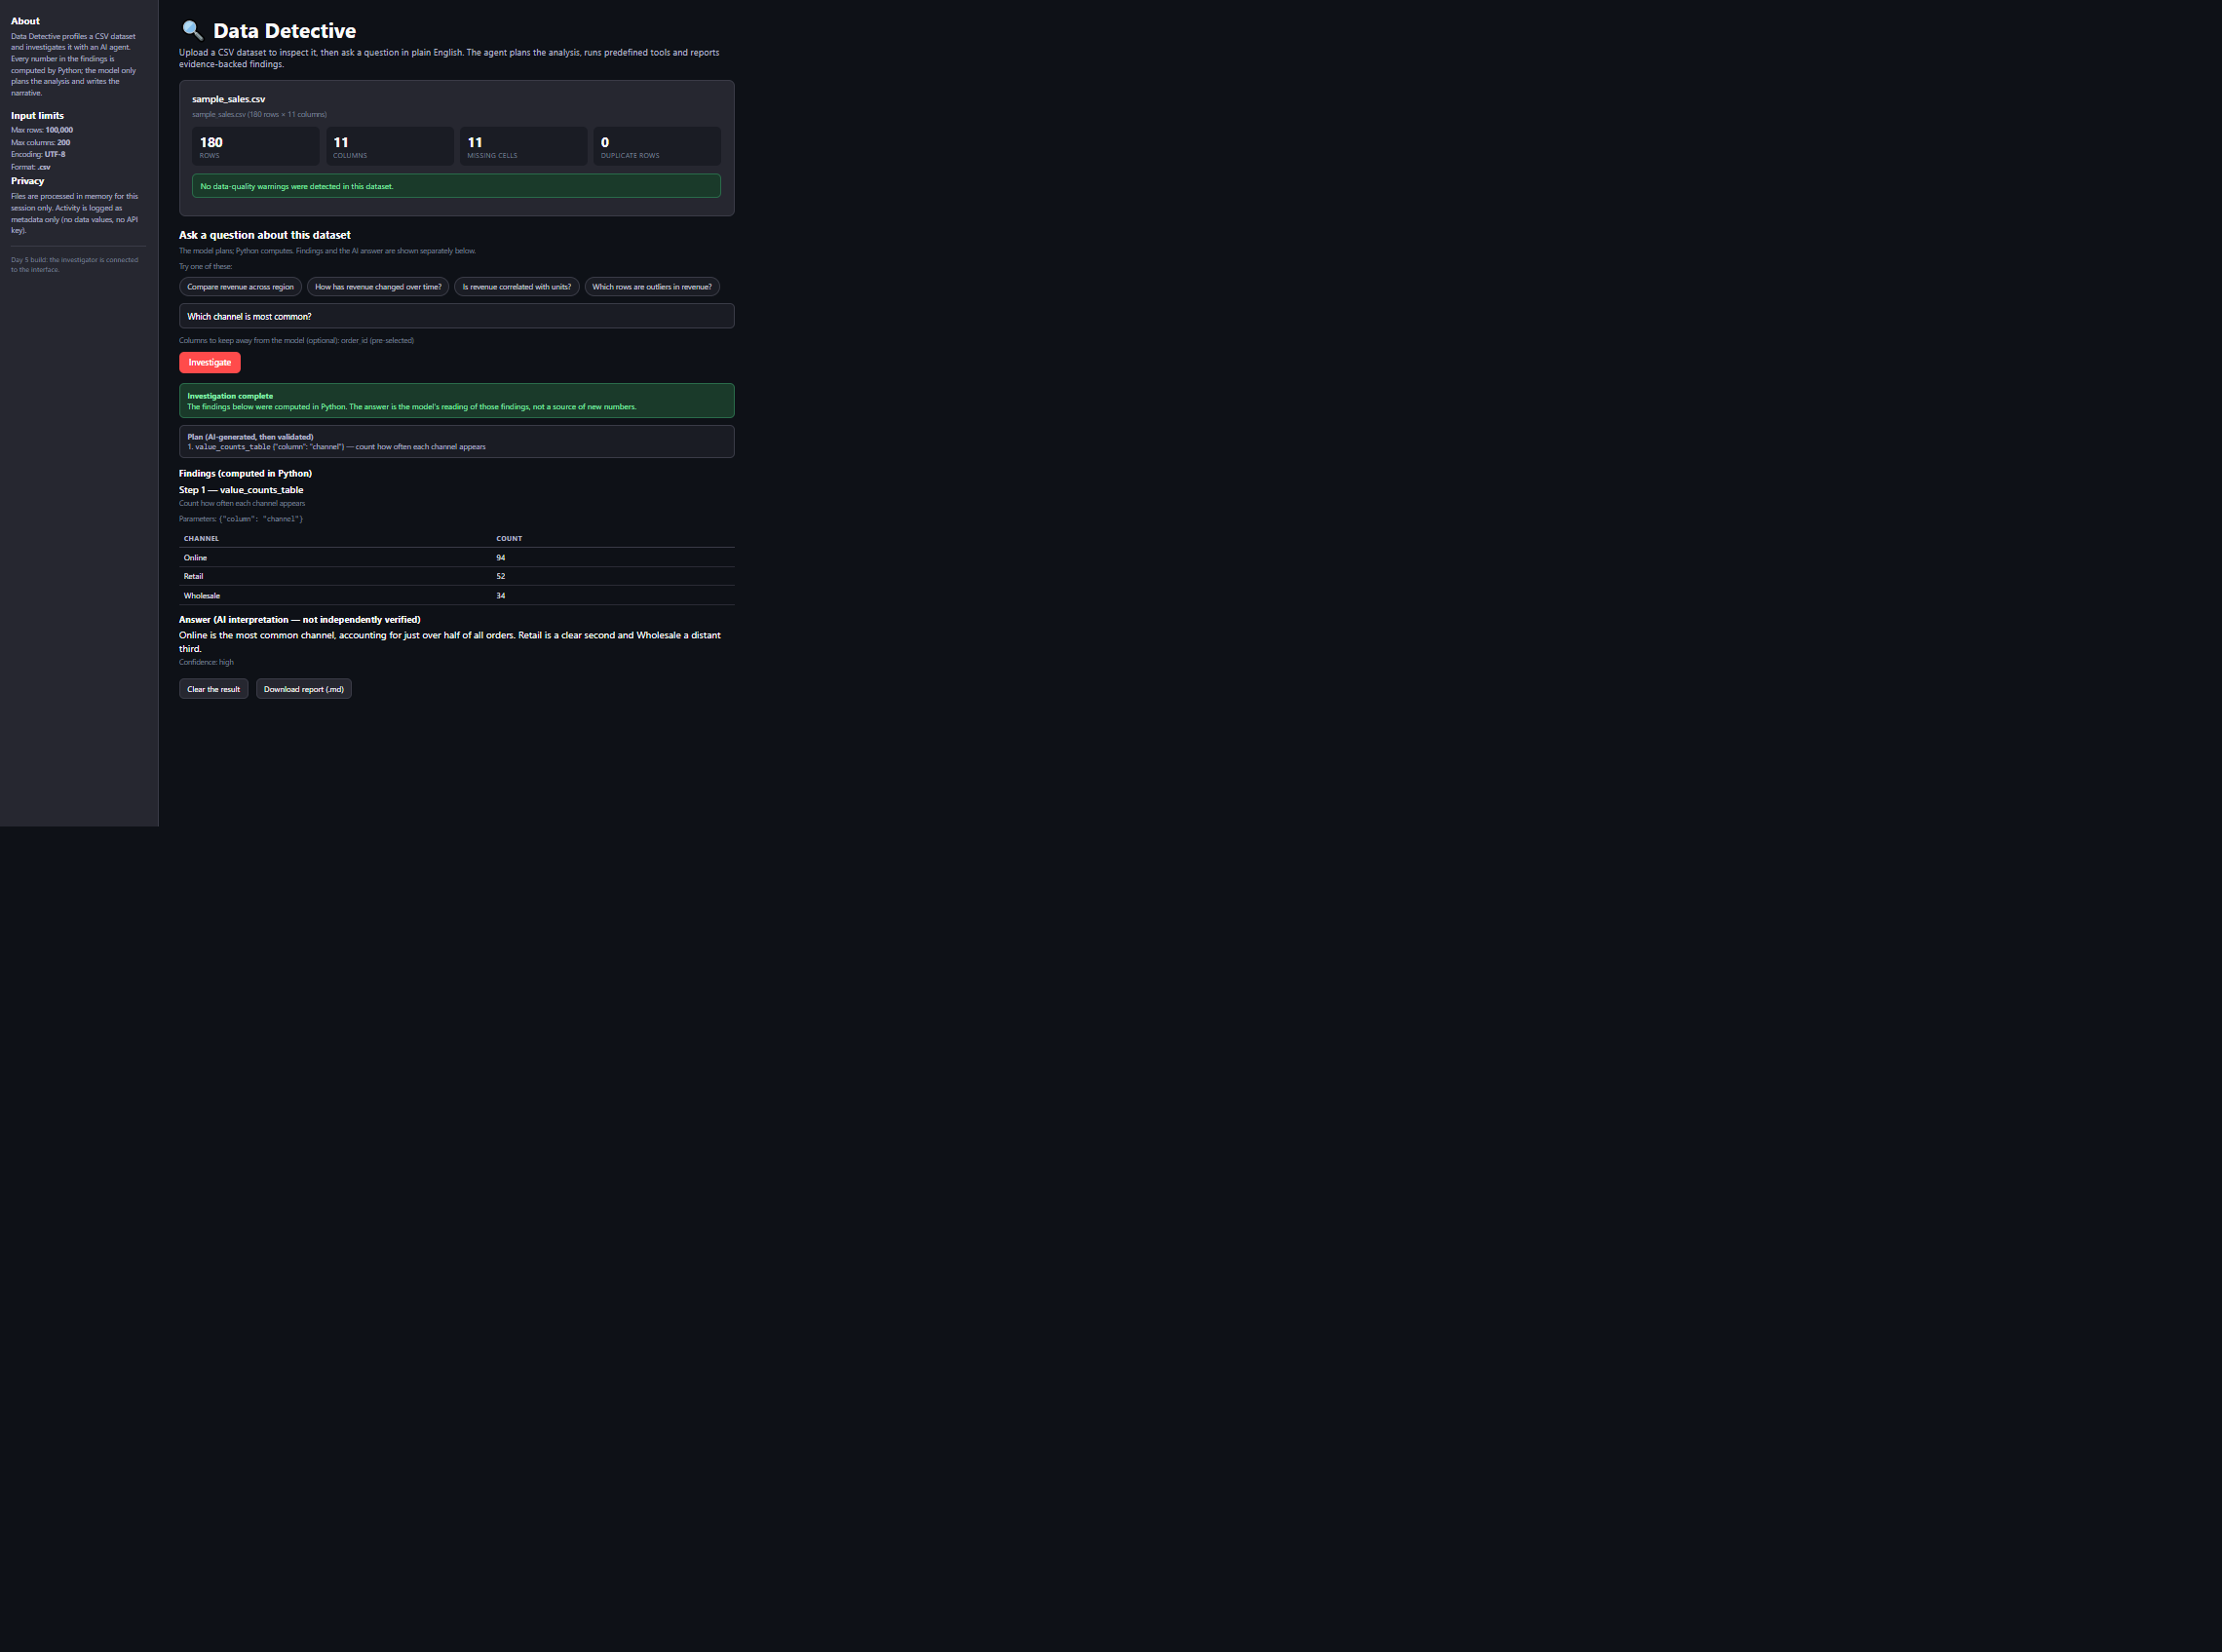 About
Data Detective profiles a CSV dataset
and investigates it with an AI agent.
Every number in the findings is
computed by Python; the model only
plans the analysis and writes the
narrative.
Input limits
Max rows: 100,000
Max columns: 200
Encoding: UTF-8
Format: .csv
Privacy
Files are processed in memory for this
session only. Activity is logged as
metadata only (no data values, no API
key).
Day 5 build: the investigator is connected
to the interface.
Data Detective
Upload a CSV dataset to inspect it, then ask a question in plain English. The agent plans the analysis, runs predefined tools and reports
evidence-backed findings.
sample_sales.csv
sample_sales.csv (180 rows × 11 columns)
180 11 11 0
ROWS COLUMNS MISSING CELLS DUPLICATE ROWS
No data-quality warnings were detected in this dataset.
Ask a question about this dataset
The model plans; Python computes. Findings and the AI answer are shown separately below.
Try one of these:
Compare revenue across region How has revenue changed over time? Is revenue correlated with units? Which rows are outliers in revenue?
Which channel is most common?
Columns to keep away from the model (optional): order_id (pre-selected)
Investigate
Investigation complete
The findings below were computed in Python. The answer is the model's reading of those findings, not a source of new numbers.
Plan (AI-generated, then validated)
1. value_counts_table {"column": "channel"} — count how often each channel appears
Findings (computed in Python)
Step 1 — value_counts_table
Count how often each channel appears
Parameters: {"column": "channel"}
CHANNEL COUNT
Online 94
Retail 52
Wholesale 34
Answer (AI interpretation — not independently verified)
Online is the most common channel, accounting for just over half of all orders. Retail is a clear second and Wholesale a distant
third.
Confidence: high
Clear the result Download report (.md)